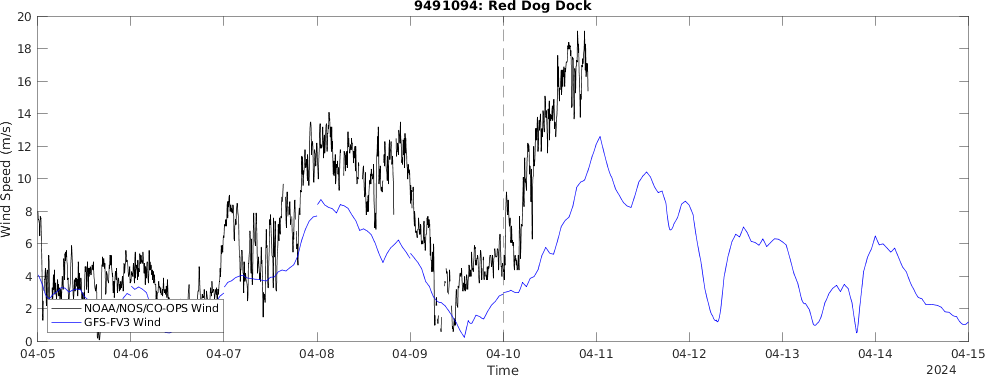 9491094: Red Dog Dock
Wind Speed (m/s)
20
18
16
14
12
10
8
6
4
2
0
NOAA/NOS/CO-OPS Wind
GFS-FV3 Wind
04-05 04-06 04-07 04-08 04-09 04-10 04-11 04-12 04-13 04-14 04-15
Time
2024